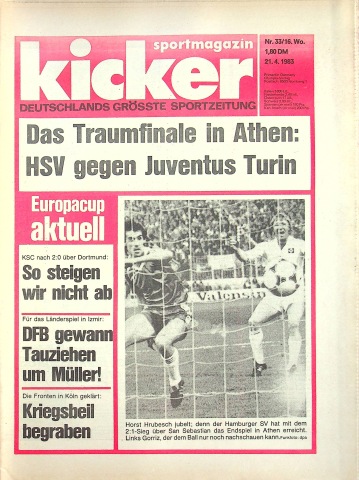 sportmagazin
kicker
DEUTSCHLANDS GRÖSSTE SPORTZEITUNG
Nr. 33/16. Wo.
1,80 DM
21. 4. 1983
Das Traumfinale in Athen:
HSV gegen Juventus Turin
Europacup
aktuell
KSC nach 2:0 über Dortmund:
So steigen
wir nicht ab
Für das Länderspiel in Izmir:
DFB gewann
Tauziehen
um Müller!
Die Fronten in Köln geklärt:
Kriegsbeil
begraben
Valensin
Horst Hrubesch jubelt; denn der Hamburger SV hat mit dem
2:1-Sieg über San Sebastian das Endspiel in Athen erreicht.
Links Gorriz, der dem Ball nur noch nachschauen kann. Funkfoto: dpa